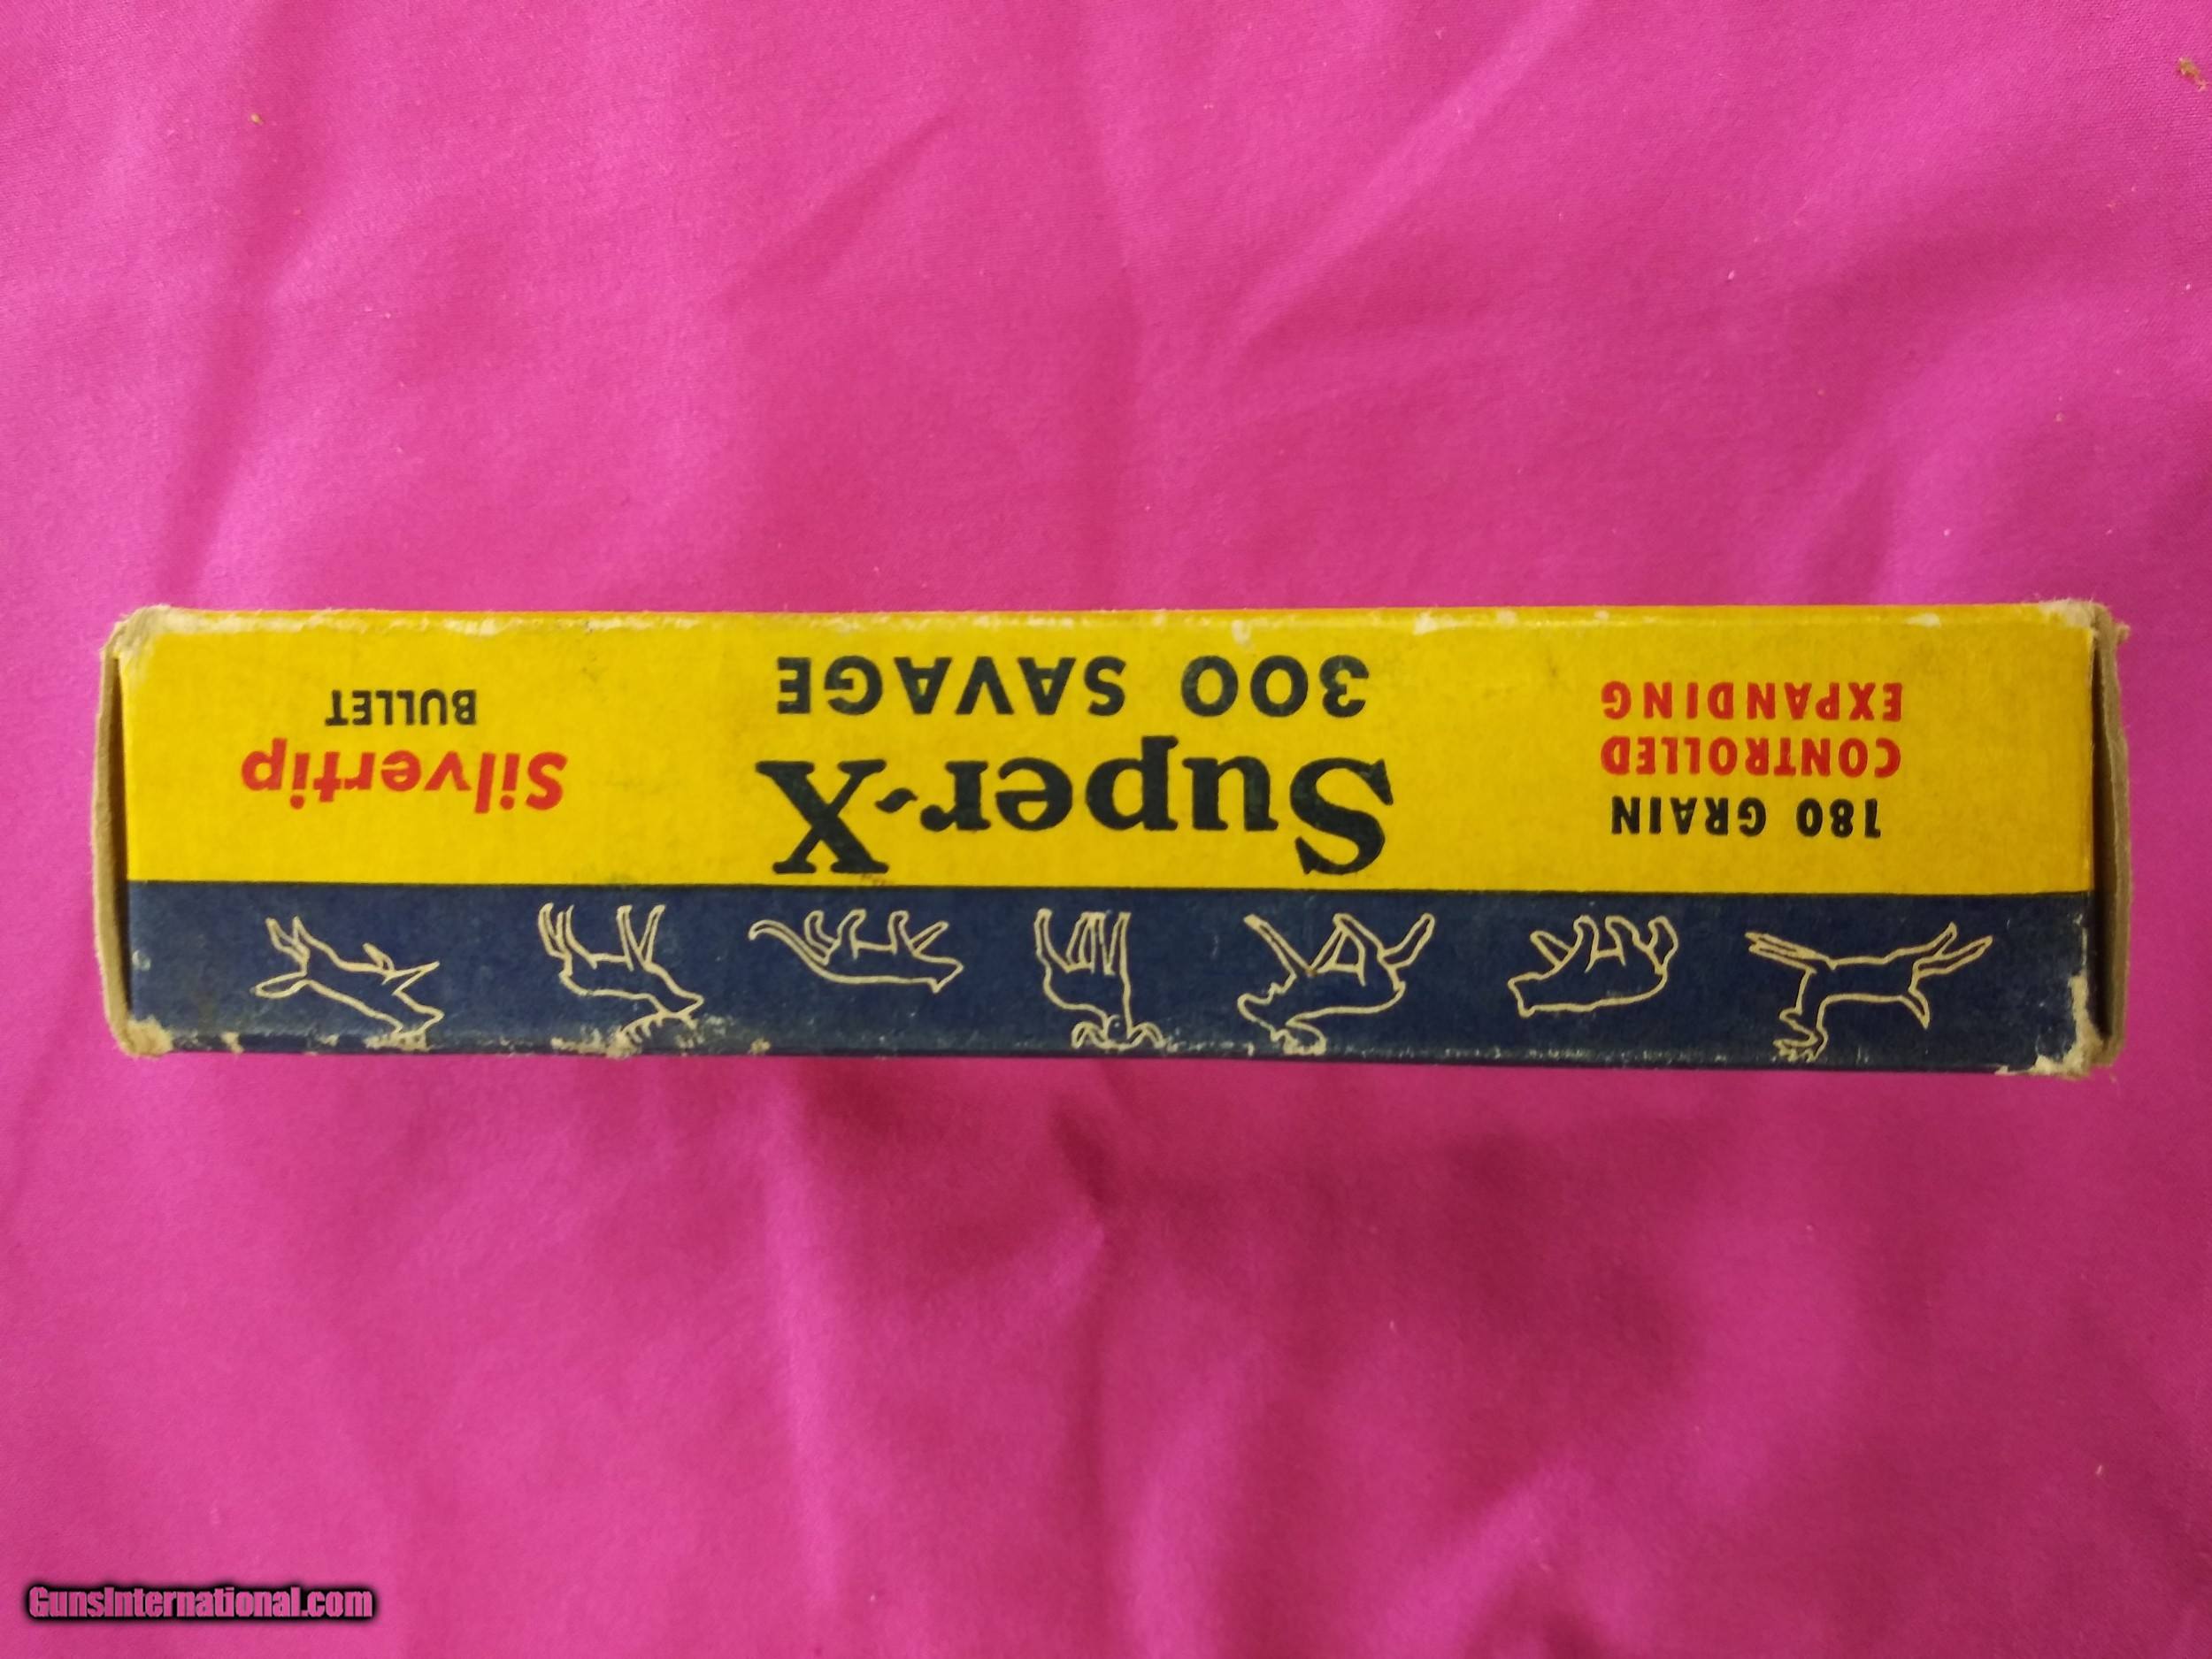 180 GRAIN
CONTROLLED
EXPANDING
Super-X
300 SAVAGE
Silvertip
BULLET
GunsInternational.com